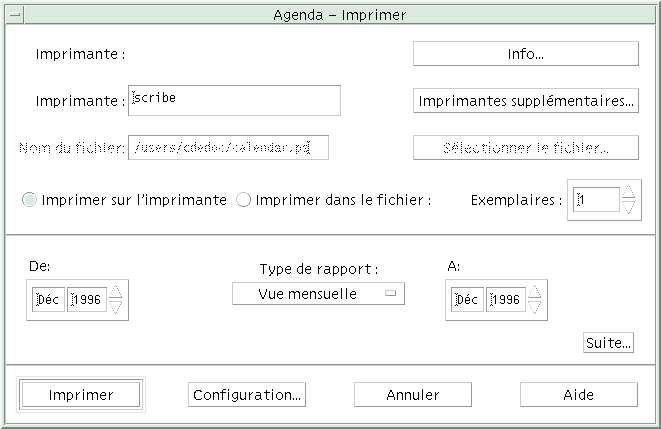 Agenda – Imprimer
Imprimante :
Info...
Imprimante : scribe
Imprimantes supplémentaires...
Nom du fichier: /users/cdedoc/calendar.ps
Sélectionner le fichier...
Imprimer sur l'imprimante Imprimer dans le fichier : Exemplaires : 1
De: Type de rapport : A:
Déc 1996 Vue mensuelle Déc 1996
Suite...
Imprimer Configuration... Annuler Aide